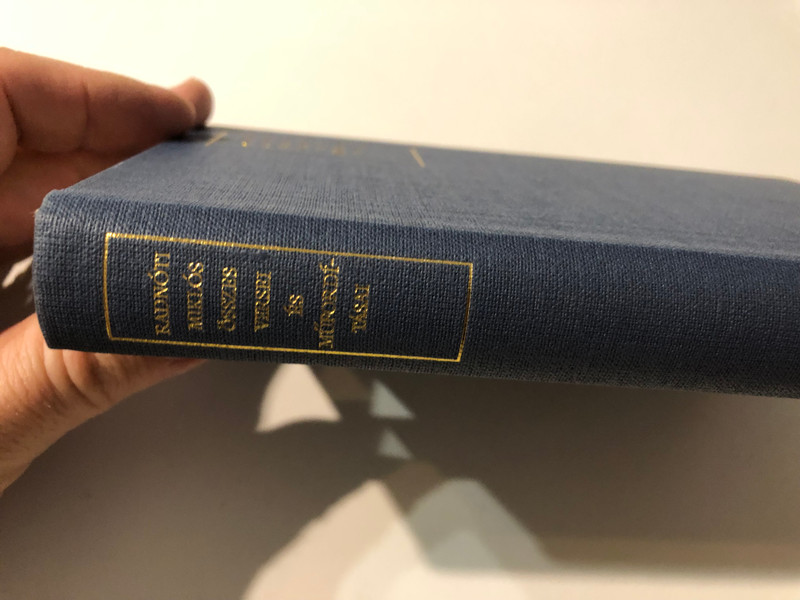 RADNÓTI
MIKLÓS
ÖSSZES
VERSEI
ÉS
MŰFORDÍ-
TÁSAI